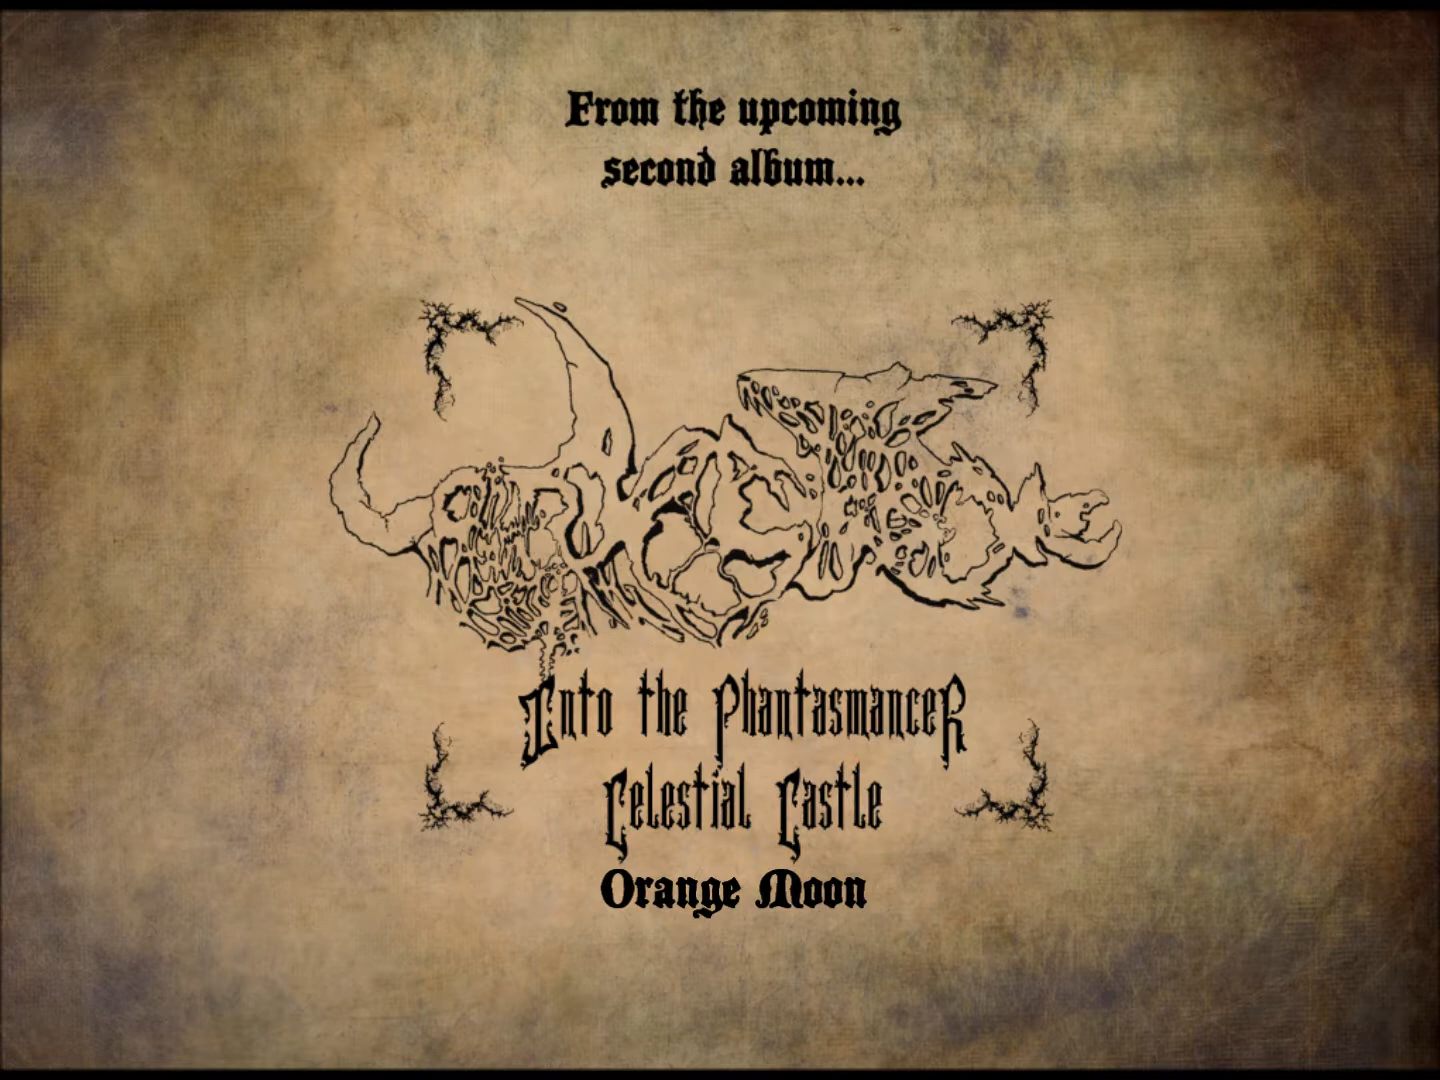 From the upcoming
second album...
Into the PhantasmanceR
Celestial Castle
Orange Moon